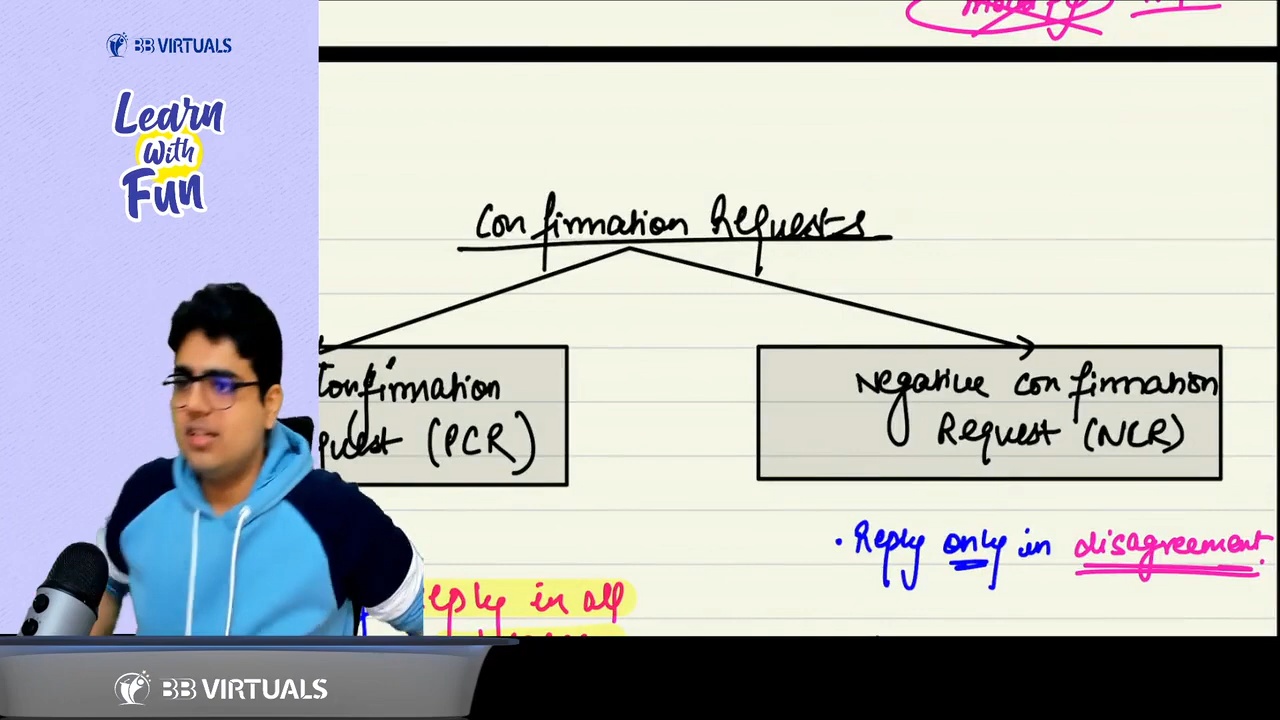 BB VIRTUALS
Learn
With
Fun
Confirmation Requests
Confirmation
quest (PCR)
Negative confirmation
Request (NCR)
• Reply only in disagreement.
eply in all
BB VIRTUALS